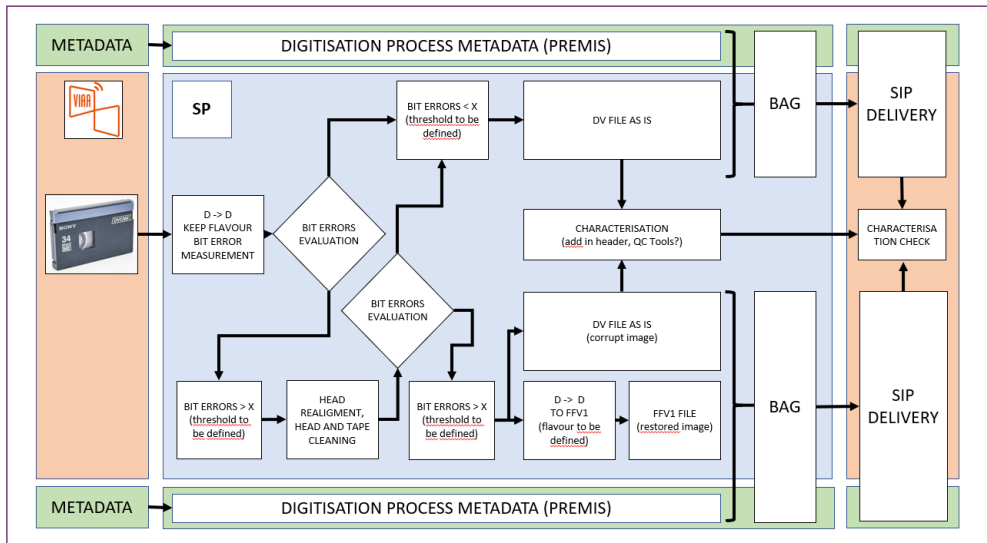 METADATA
DIGITISATION PROCESS METADATA (PREMIS)
VIAA
SP
BIT ERRORS < X
(threshold to be
defined)
DV FILE AS IS
BAG
SIP
DELIVERY
SONY
DVCAM
34
D -> D
KEEP FLAVOUR
BIT ERROR
MEASUREMENT
BIT ERRORS
EVALUATION
CHARACTERISATION
(add in header, QC Tools?)
CHARACTERISA
TION CHECK
BIT ERRORS
EVALUATION
DV FILE AS IS
(corrupt image)
BIT ERRORS > X
(threshold to
be defined)
HEAD
REALIGMENT,
HEAD AND TAPE
CLEANING
BIT ERRORS > X
(threshold to be
defined)
D -> D
TO FFV1
(flavour to be
defined)
FFV1 FILE
(restored image)
BAG
SIP
DELIVERY
METADATA
DIGITISATION PROCESS METADATA (PREMIS)